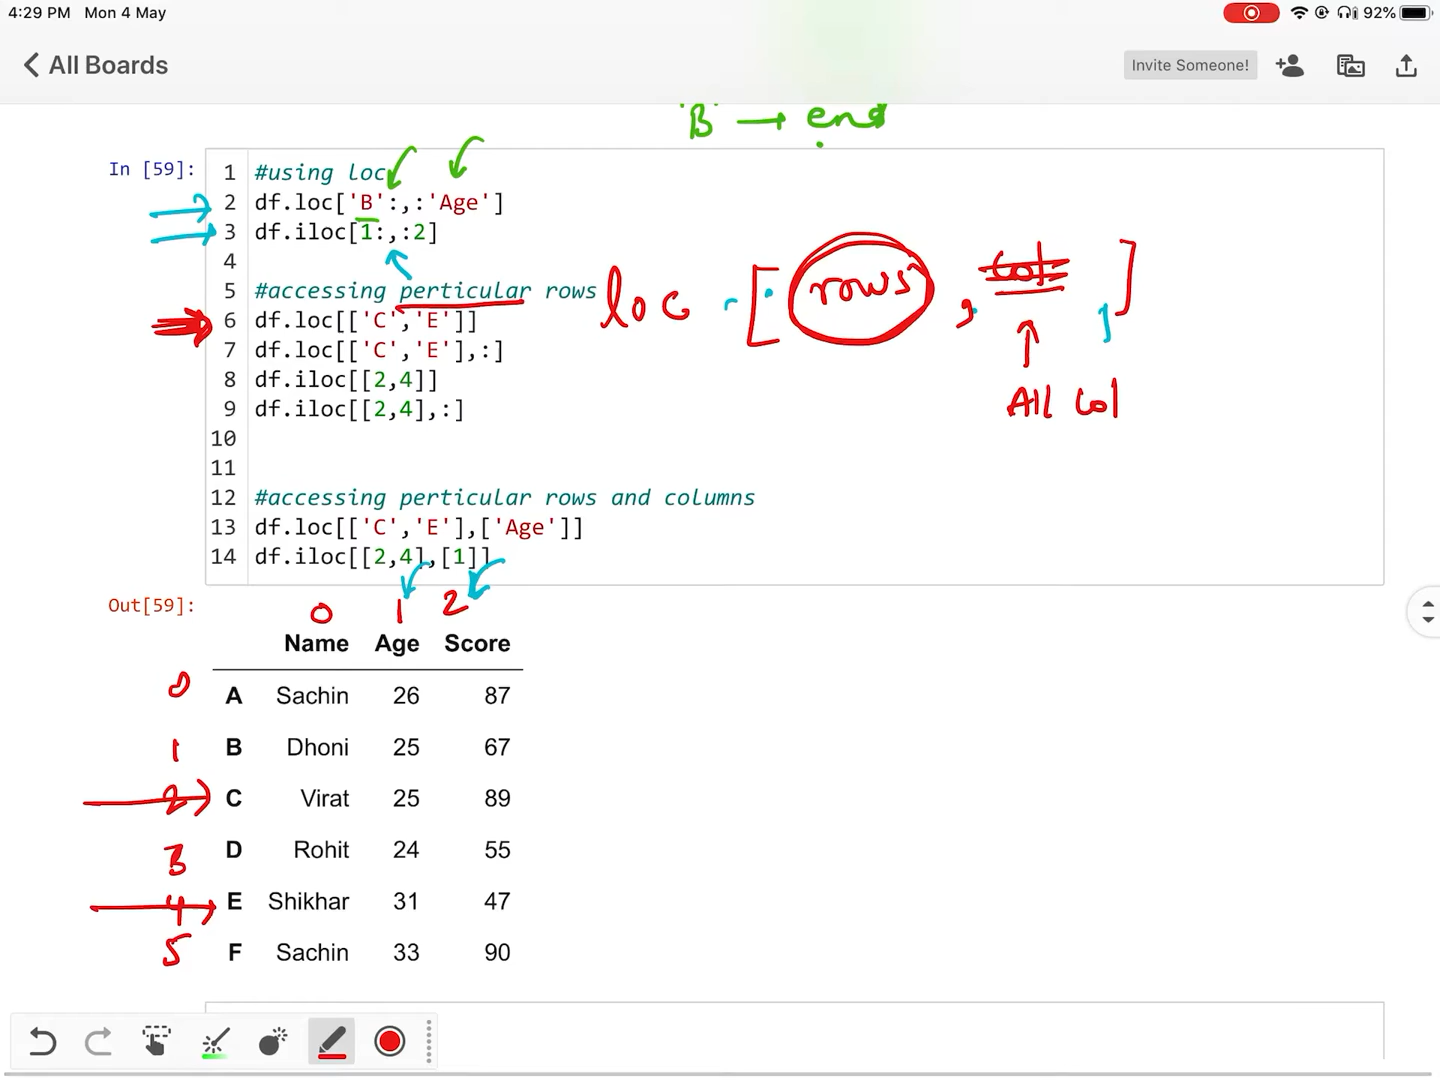 4:29 PM Mon 4 May
92%
All Boards
Invite Someone!
'B' → end
In [59]:
1 #using loc
2 df.loc['B':,:'Age']
3 df.iloc[1:,:2]
4
5 #accessing perticular rows
6 df.loc[['C','E']]
7 df.loc[['C','E'],:]
8 df.iloc[[2,4]]
9 df.iloc[[2,4],:]
10
11
12 #accessing perticular rows and columns
13 df.loc[['C','E'],['Age']]
14 df.iloc[[2,4],[1]]
loc [ rows , col ]
All Col
Out[59]:
0 1 2
Name Age Score
0 A Sachin 26 87
1 B Dhoni 25 67
2 C Virat 25 89
3 D Rohit 24 55
4 E Shikhar 31 47
5 F Sachin 33 90